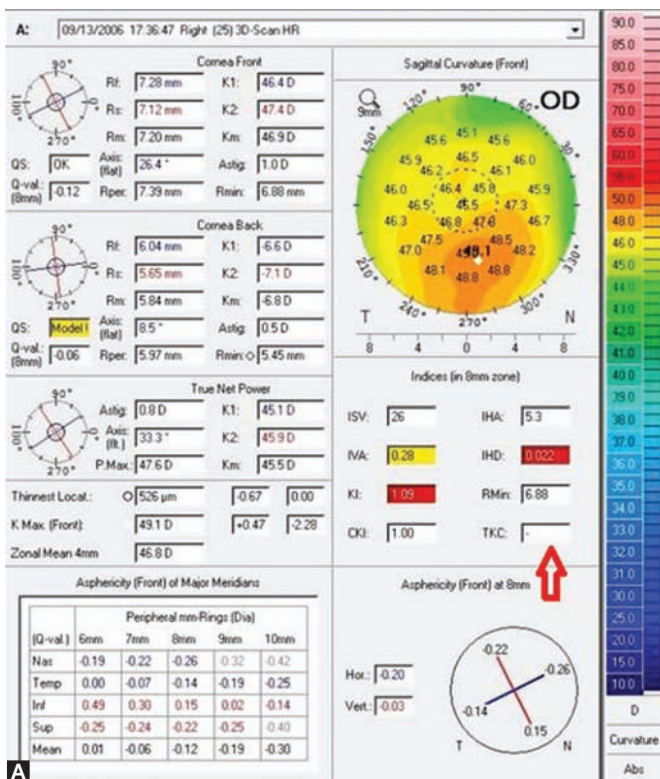 A: 09/13/2006 17:36:47 Right (25) 3D-Scan HR
Cornea Front
90°
180°
0°
270°
Rf: 7.28 mm K1: 46.4 D
Rs: 7.12 mm K2: 47.4 D
Rm: 7.20 mm Km: 46.9 D
QS: OK Axis: (flat) 26.4 ° Astig: 1.0 D
Q-val.: (8mm) -0.12 Rper: 7.39 mm Rmin: 6.88 mm
Cornea Back
90°
180°
0°
270°
Rf: 6.04 mm K1: -6.6 D
Rs: 5.65 mm K2: -7.1 D
Rm: 5.84 mm Km: -6.8 D
QS: Model! Axis: (flat) 8.5 ° Astig: 0.5 D
Q-val.: (8mm) -0.06 Rper: 5.97 mm Rmin: 5.45 mm
True Net Power
90°
180°
0°
270°
Astig: 0.8 D K1: 45.1 D
Axis: (flt.) 33.3 ° K2: 45.9 D
P.Max.: 47.6 D Km: 45.5 D
Thinnest Local.: 526 µm -0.67 0.00
K Max. (Front): 49.1 D +0.47 -2.28
Zonal Mean 4mm 46.8 D
Asphericity (Front) of Major Meridians
Peripheral mm-Rings (Dia)
(Q-val.) 6mm 7mm 8mm 9mm 10mm
Nas -0.19 -0.22 -0.26 -0.32 -0.42
Temp 0.00 -0.07 -0.14 -0.19 -0.25
Inf 0.49 0.30 0.15 0.02 -0.14
Sup -0.25 -0.24 -0.22 -0.25 -0.40
Mean 0.01 -0.06 -0.12 -0.19 -0.30
A
Sagittal Curvature (Front)
9mm
OD
90°
120° 60°
150°
210° 330°
240° 300°
270°
45.1
45.6 45.6
45.9 46.5 46.0
46.2 46.1
46.0 46.4 45.8 45.9
46.5 45.5 47.3
46.3 46.8 47.6 46.7
47.5 48.5
47.0 49.1 48.2
48.1 48.8 48.8
T N
8 4 0 4 8
Indices (in 8mm zone)
ISV: 26 IHA: 5.3
IVA: 0.28 IHD: 0.022
KI: 1.09 RMin: 6.88
CKI: 1.00 TKC: -
Asphericity (Front) at 8mm
Hor.: -0.20
Vert.: -0.03
-0.22
-0.26
-0.14
0.15
T N
90.0
85.0
80.0
75.0
70.0
65.0
60.0
55.0
50.0
48.0
46.0
45.0
44.0
43.0
42.0
41.0
40.0
39.0
38.0
37.0
36.0
35.0
34.0
33.0
32.0
31.0
30.0
25.0
20.0
15.0
10.0
D
Curvature
Abs